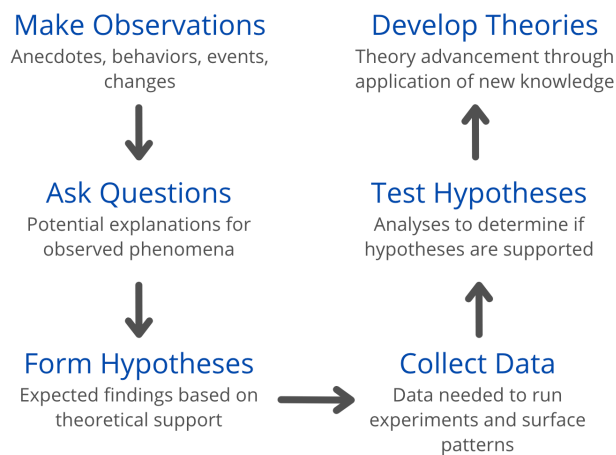 Make Observations
Anecdotes, behaviors, events,
changes
Ask Questions
Potential explanations for
observed phenomena
Form Hypotheses
Expected findings based on
theoretical support
Collect Data
Data needed to run
experiments and surface
patterns
Test Hypotheses
Analyses to determine if
hypotheses are supported
Develop Theories
Theory advancement through
application of new knowledge